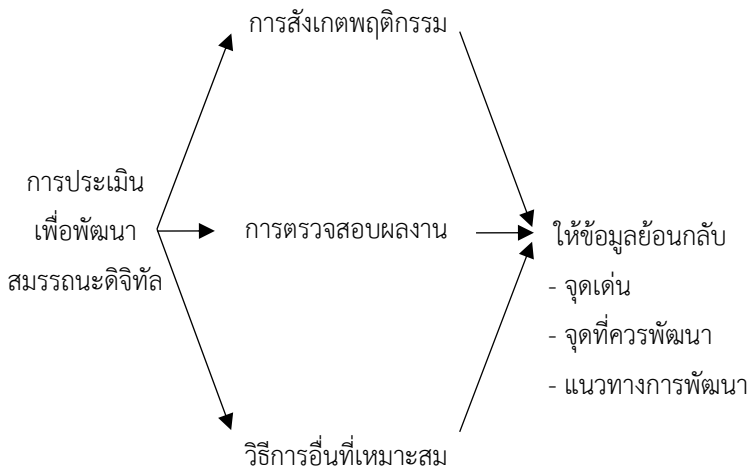 การสังเกตพฤติกรรม
การประเมิน
เพื่อพัฒนา
สมรรถนะดิจิทัล
การตรวจสอบผลงาน
วิธีการอื่นที่เหมาะสม
ให้ข้อมูลย้อนกลับ
- จุดเด่น
- จุดที่ควรพัฒนา
- แนวทางการพัฒนา